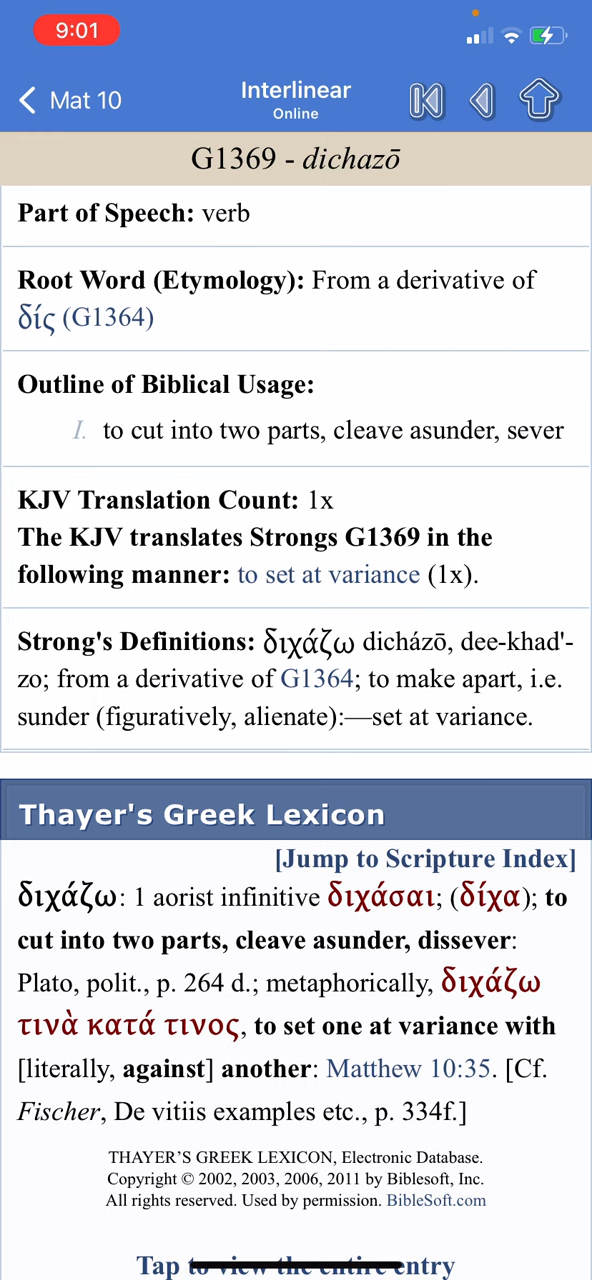 9:01
Mat 10
Interlinear
Online
G1369 - dichazō
Part of Speech: verb
Root Word (Etymology): From a derivative of
δίς (G1364)
Outline of Biblical Usage:
I. to cut into two parts, cleave asunder, sever
KJV Translation Count: 1x
The KJV translates Strongs G1369 in the
following manner: to set at variance (1x).
Strong's Definitions: διχάζω dicházō, dee-khad'-
zo; from a derivative of G1364; to make apart, i.e.
sunder (figuratively, alienate):—set at variance.
Thayer's Greek Lexicon
[Jump to Scripture Index]
διχάζω: 1 aorist infinitive διχάσαι; (δίχα); to
cut into two parts, cleave asunder, dissever:
Plato, polit., p. 264 d.; metaphorically, διχάζω
τινὰ κατά τινος, to set one at variance with
[literally, against] another: Matthew 10:35. [Cf.
Fischer, De vitiis examples etc., p. 334f.]
THAYER'S GREEK LEXICON, Electronic Database.
Copyright © 2002, 2003, 2006, 2011 by Biblesoft, Inc.
All rights reserved. Used by permission. BibleSoft.com
Tap to view the entire entry